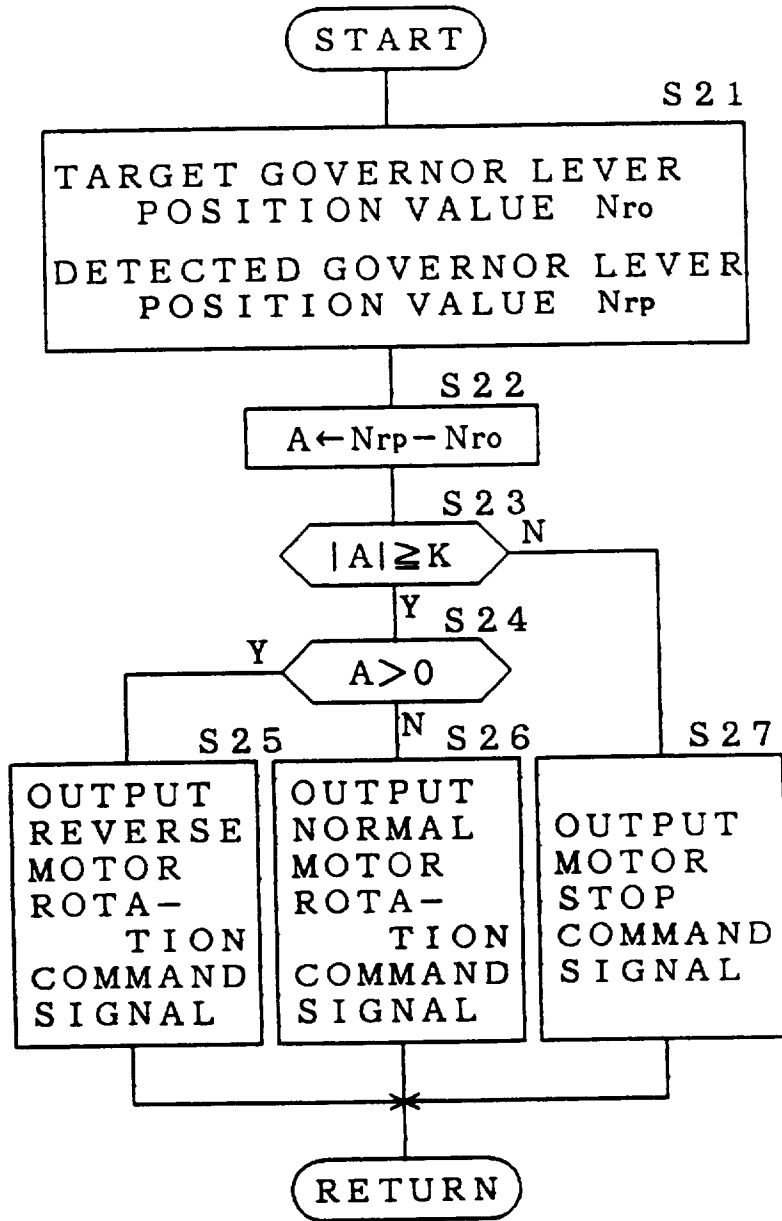 START
S21
TARGET GOVERNOR LEVER
POSITION VALUE Nro
DETECTED GOVERNOR LEVER
POSITION VALUE Nrp
S22
A←Nrp−Nro
S23
|A|≧K
N
Y
S24
Y
A>0
N
S25
OUTPUT
REVERSE
MOTOR
ROTA-
TION
COMMAND
SIGNAL
S26
OUTPUT
NORMAL
MOTOR
ROTA-
TION
COMMAND
SIGNAL
S27
OUTPUT
MOTOR
STOP
COMMAND
SIGNAL
RETURN